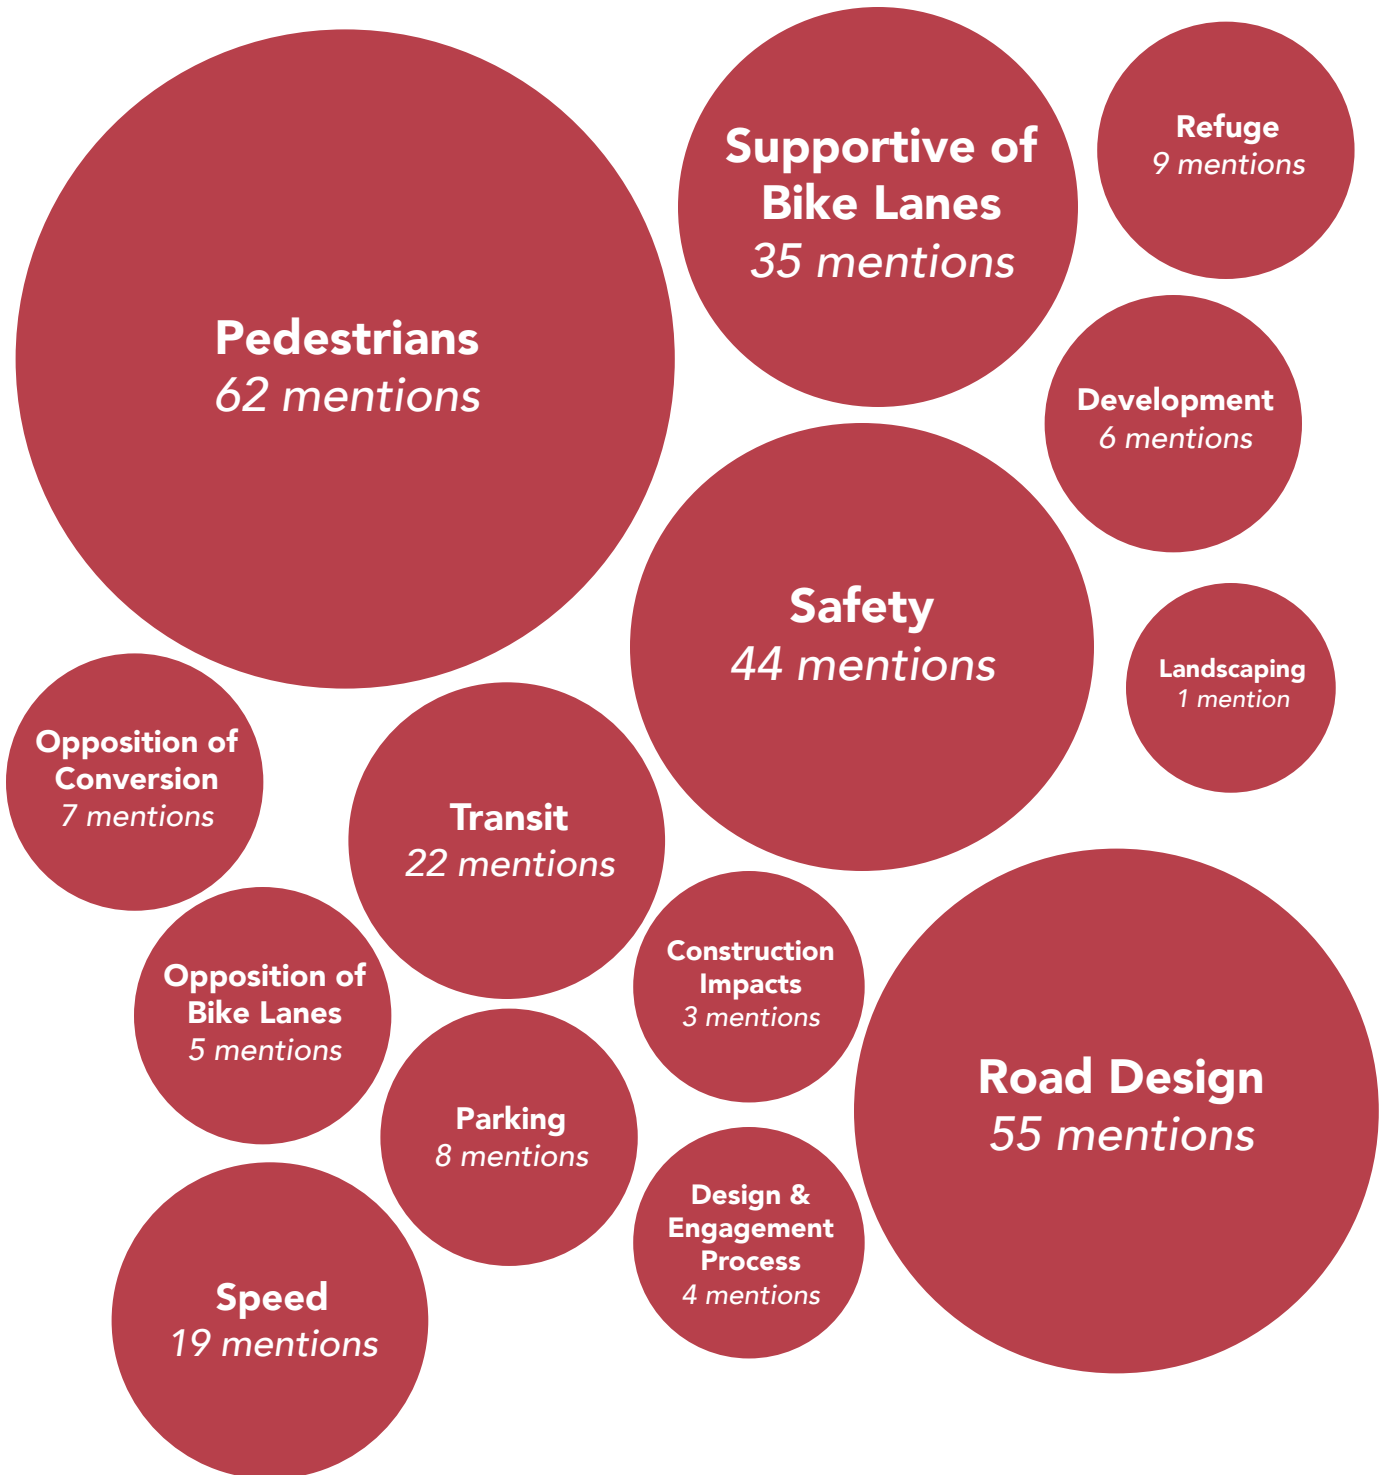 Pedestrians
62 mentions
Supportive of
Bike Lanes
35 mentions
Refuge
9 mentions
Development
6 mentions
Safety
44 mentions
Landscaping
1 mention
Opposition of
Conversion
7 mentions
Transit
22 mentions
Opposition of
Bike Lanes
5 mentions
Construction
Impacts
3 mentions
Road Design
55 mentions
Parking
8 mentions
Design &
Engagement
Process
4 mentions
Speed
19 mentions